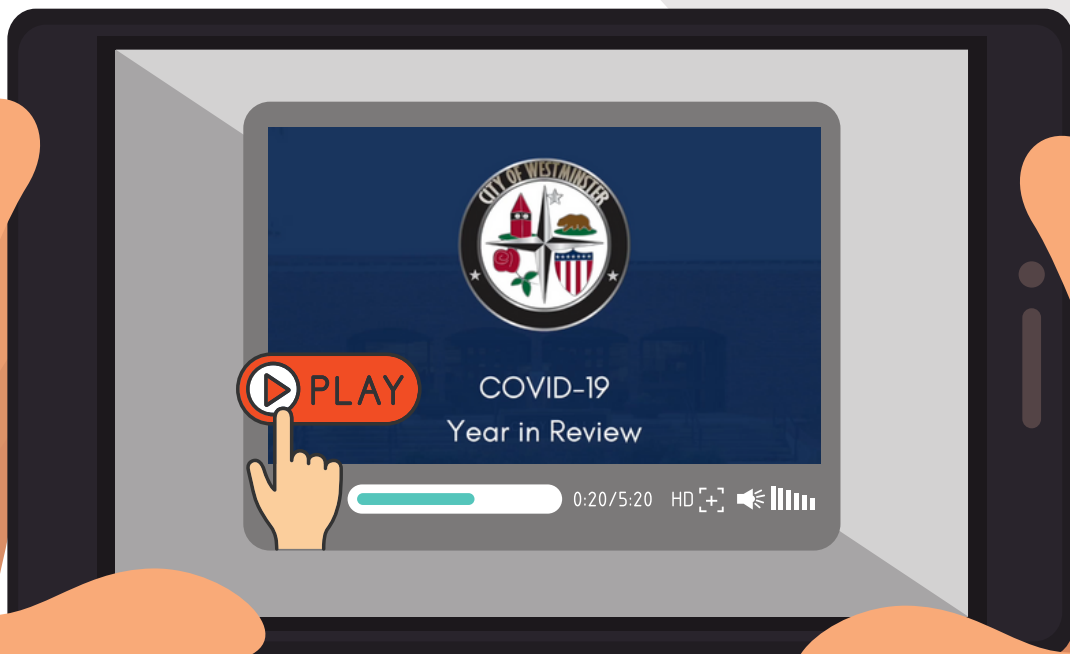 CITY OF WESTMINSTER
PLAY
COVID-19
Year in Review
0:20/5:20 HD